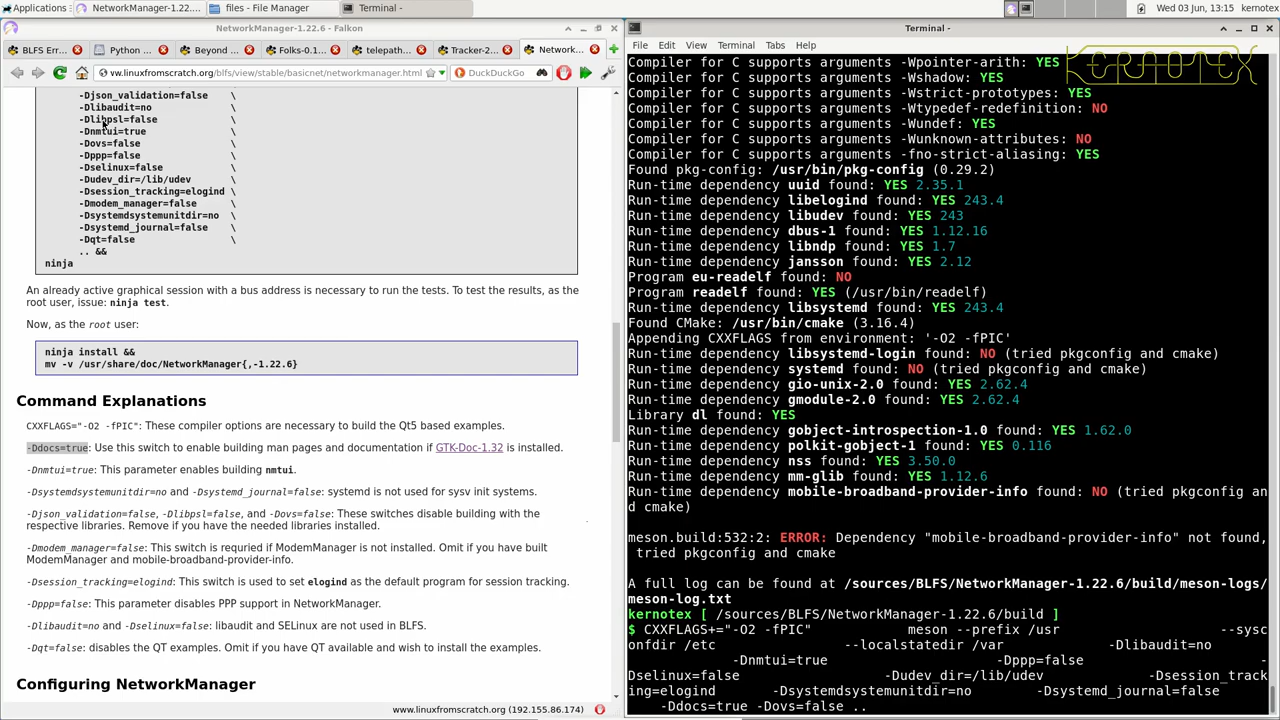 Applications
NetworkManager-1.22....
files - File Manager
Terminal -
Wed 03 Jun, 13:15
kernotex
NetworkManager-1.22.6 - Falkon
BLFS Err...
Python ...
Beyond ...
Folks-0.1...
telepath...
Tracker-2...
Network...
vw.linuxfromscratch.org/blfs/view/stable/basicnet/networkmanager.html
DuckDuckGo
-Djson_validation=false \
-Dlibaudit=no \
-Dlibpsl=false \
-Dnmtui=true \
-Dovs=false \
-Dppp=false \
-Dselinux=false \
-Dudev_dir=/lib/udev \
-Dsession_tracking=elogind \
-Dmodem_manager=false \
-Dsystemdsystemunitdir=no \
-Dsystemd_journal=false \
-Dqt=false \
.. &&
ninja
An already active graphical session with a bus address is necessary to run the tests. To test the results, as the
root user, issue: ninja test.
Now, as the root user:
ninja install &&
mv -v /usr/share/doc/NetworkManager{,-1.22.6}
Command Explanations
CXXFLAGS="-O2 -fPIC": These compiler options are necessary to build the Qt5 based examples.
-Ddocs=true: Use this switch to enable building man pages and documentation if GTK-Doc-1.32 is installed.
-Dnmtui=true: This parameter enables building nmtui.
-Dsystemdsystemunitdir=no and -Dsystemd_journal=false: systemd is not used for sysv init systems.
-Djson_validation=false, -Dlibpsl=false, and -Dovs=false: These switches disable building with the
respective libraries. Remove if you have the needed libraries installed.
-Dmodem_manager=false: This switch is requried if ModemManager is not installed. Omit if you have built
ModemManager and mobile-broadband-provider-info.
-Dsession_tracking=elogind: This switch is used to set elogind as the default program for session tracking.
-Dppp=false: This parameter disables PPP support in NetworkManager.
-Dlibaudit=no and -Dselinux=false: libaudit and SELinux are not used in BLFS.
-Dqt=false: disables the QT examples. Omit if you have QT available and wish to install the examples.
Configuring NetworkManager
www.linuxfromscratch.org (192.155.86.174)
Terminal -
File Edit View Terminal Tabs Help
KERNOTEX
Compiler for C supports arguments -Wpointer-arith: YES
Compiler for C supports arguments -Wshadow: YES
Compiler for C supports arguments -Wstrict-prototypes: YES
Compiler for C supports arguments -Wtypedef-redefinition: NO
Compiler for C supports arguments -Wundef: YES
Compiler for C supports arguments -Wunknown-attributes: NO
Compiler for C supports arguments -fno-strict-aliasing: YES
Found pkg-config: /usr/bin/pkg-config (0.29.2)
Run-time dependency uuid found: YES 2.35.1
Run-time dependency libelogind found: YES 243.4
Run-time dependency libudev found: YES 243
Run-time dependency dbus-1 found: YES 1.12.16
Run-time dependency libndp found: YES 1.7
Run-time dependency jansson found: YES 2.12
Program eu-readelf found: NO
Program readelf found: YES (/usr/bin/readelf)
Run-time dependency libsystemd found: YES 243.4
Found CMake: /usr/bin/cmake (3.16.4)
Appending CXXFLAGS from environment: '-O2 -fPIC'
Run-time dependency libsystemd-login found: NO (tried pkgconfig and cmake)
Run-time dependency systemd found: NO (tried pkgconfig and cmake)
Run-time dependency gio-unix-2.0 found: YES 2.62.4
Run-time dependency gmodule-2.0 found: YES 2.62.4
Library dl found: YES
Run-time dependency gobject-introspection-1.0 found: YES 1.62.0
Run-time dependency polkit-gobject-1 found: YES 0.116
Run-time dependency nss found: YES 3.50.0
Run-time dependency mm-glib found: YES 1.12.6
Run-time dependency mobile-broadband-provider-info found: NO (tried pkgconfig an
d cmake)
meson.build:532:2: ERROR: Dependency "mobile-broadband-provider-info" not found,
tried pkgconfig and cmake
A full log can be found at /sources/BLFS/NetworkManager-1.22.6/build/meson-logs/
meson-log.txt
kernotex [ /sources/BLFS/NetworkManager-1.22.6/build ]
$ CXXFLAGS+="-O2 -fPIC" meson --prefix /usr --sysc
onfdir /etc --localstatedir /var -Dlibaudit=no
-Dnmtui=true -Dppp=false -
Dselinux=false -Dudev_dir=/lib/udev -Dsession_track
ing=elogind -Dsystemdsystemunitdir=no -Dsystemd_journal=false
-Ddocs=true -Dovs=false ..